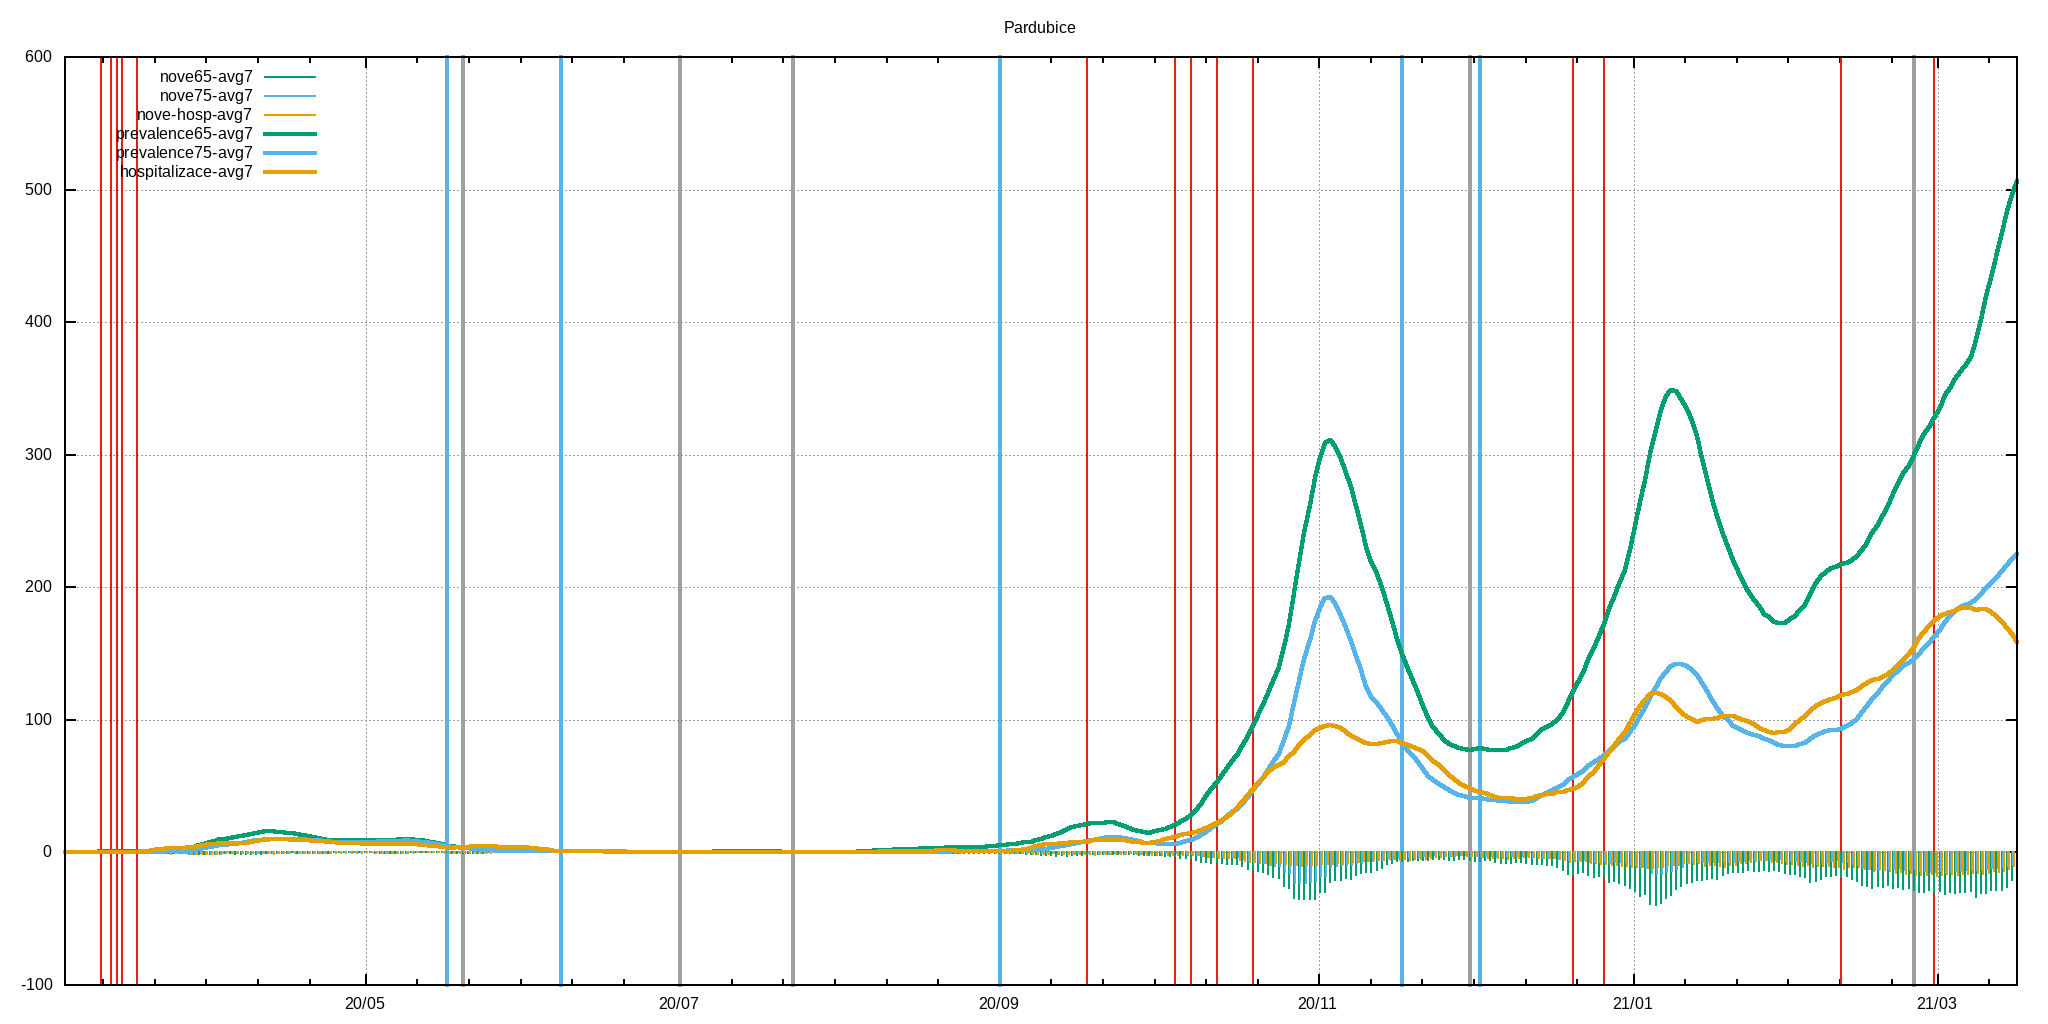 Pardubice
600
500
400
300
200
100
0
-100
nove65-avg7
nove75-avg7
nove-hosp-avg7
prevalence65-avg7
prevalence75-avg7
hospitalizace-avg7
20/05 20/07 20/09 20/11 21/01 21/03